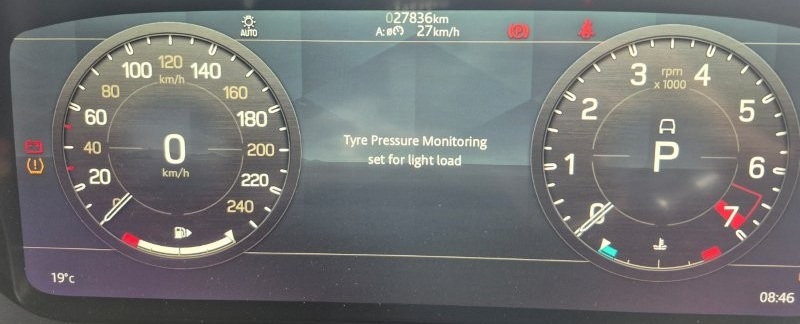 027836km
AUTO
A:⌀ 27km/h
P
100 120 140
km/h
80 160
60 180
40 200
20 220
0 240
0
km/h
Tyre Pressure Monitoring
set for light load
3 rpm 4
x 1000
2 5
1 6
0 7
P
19°c
08:46